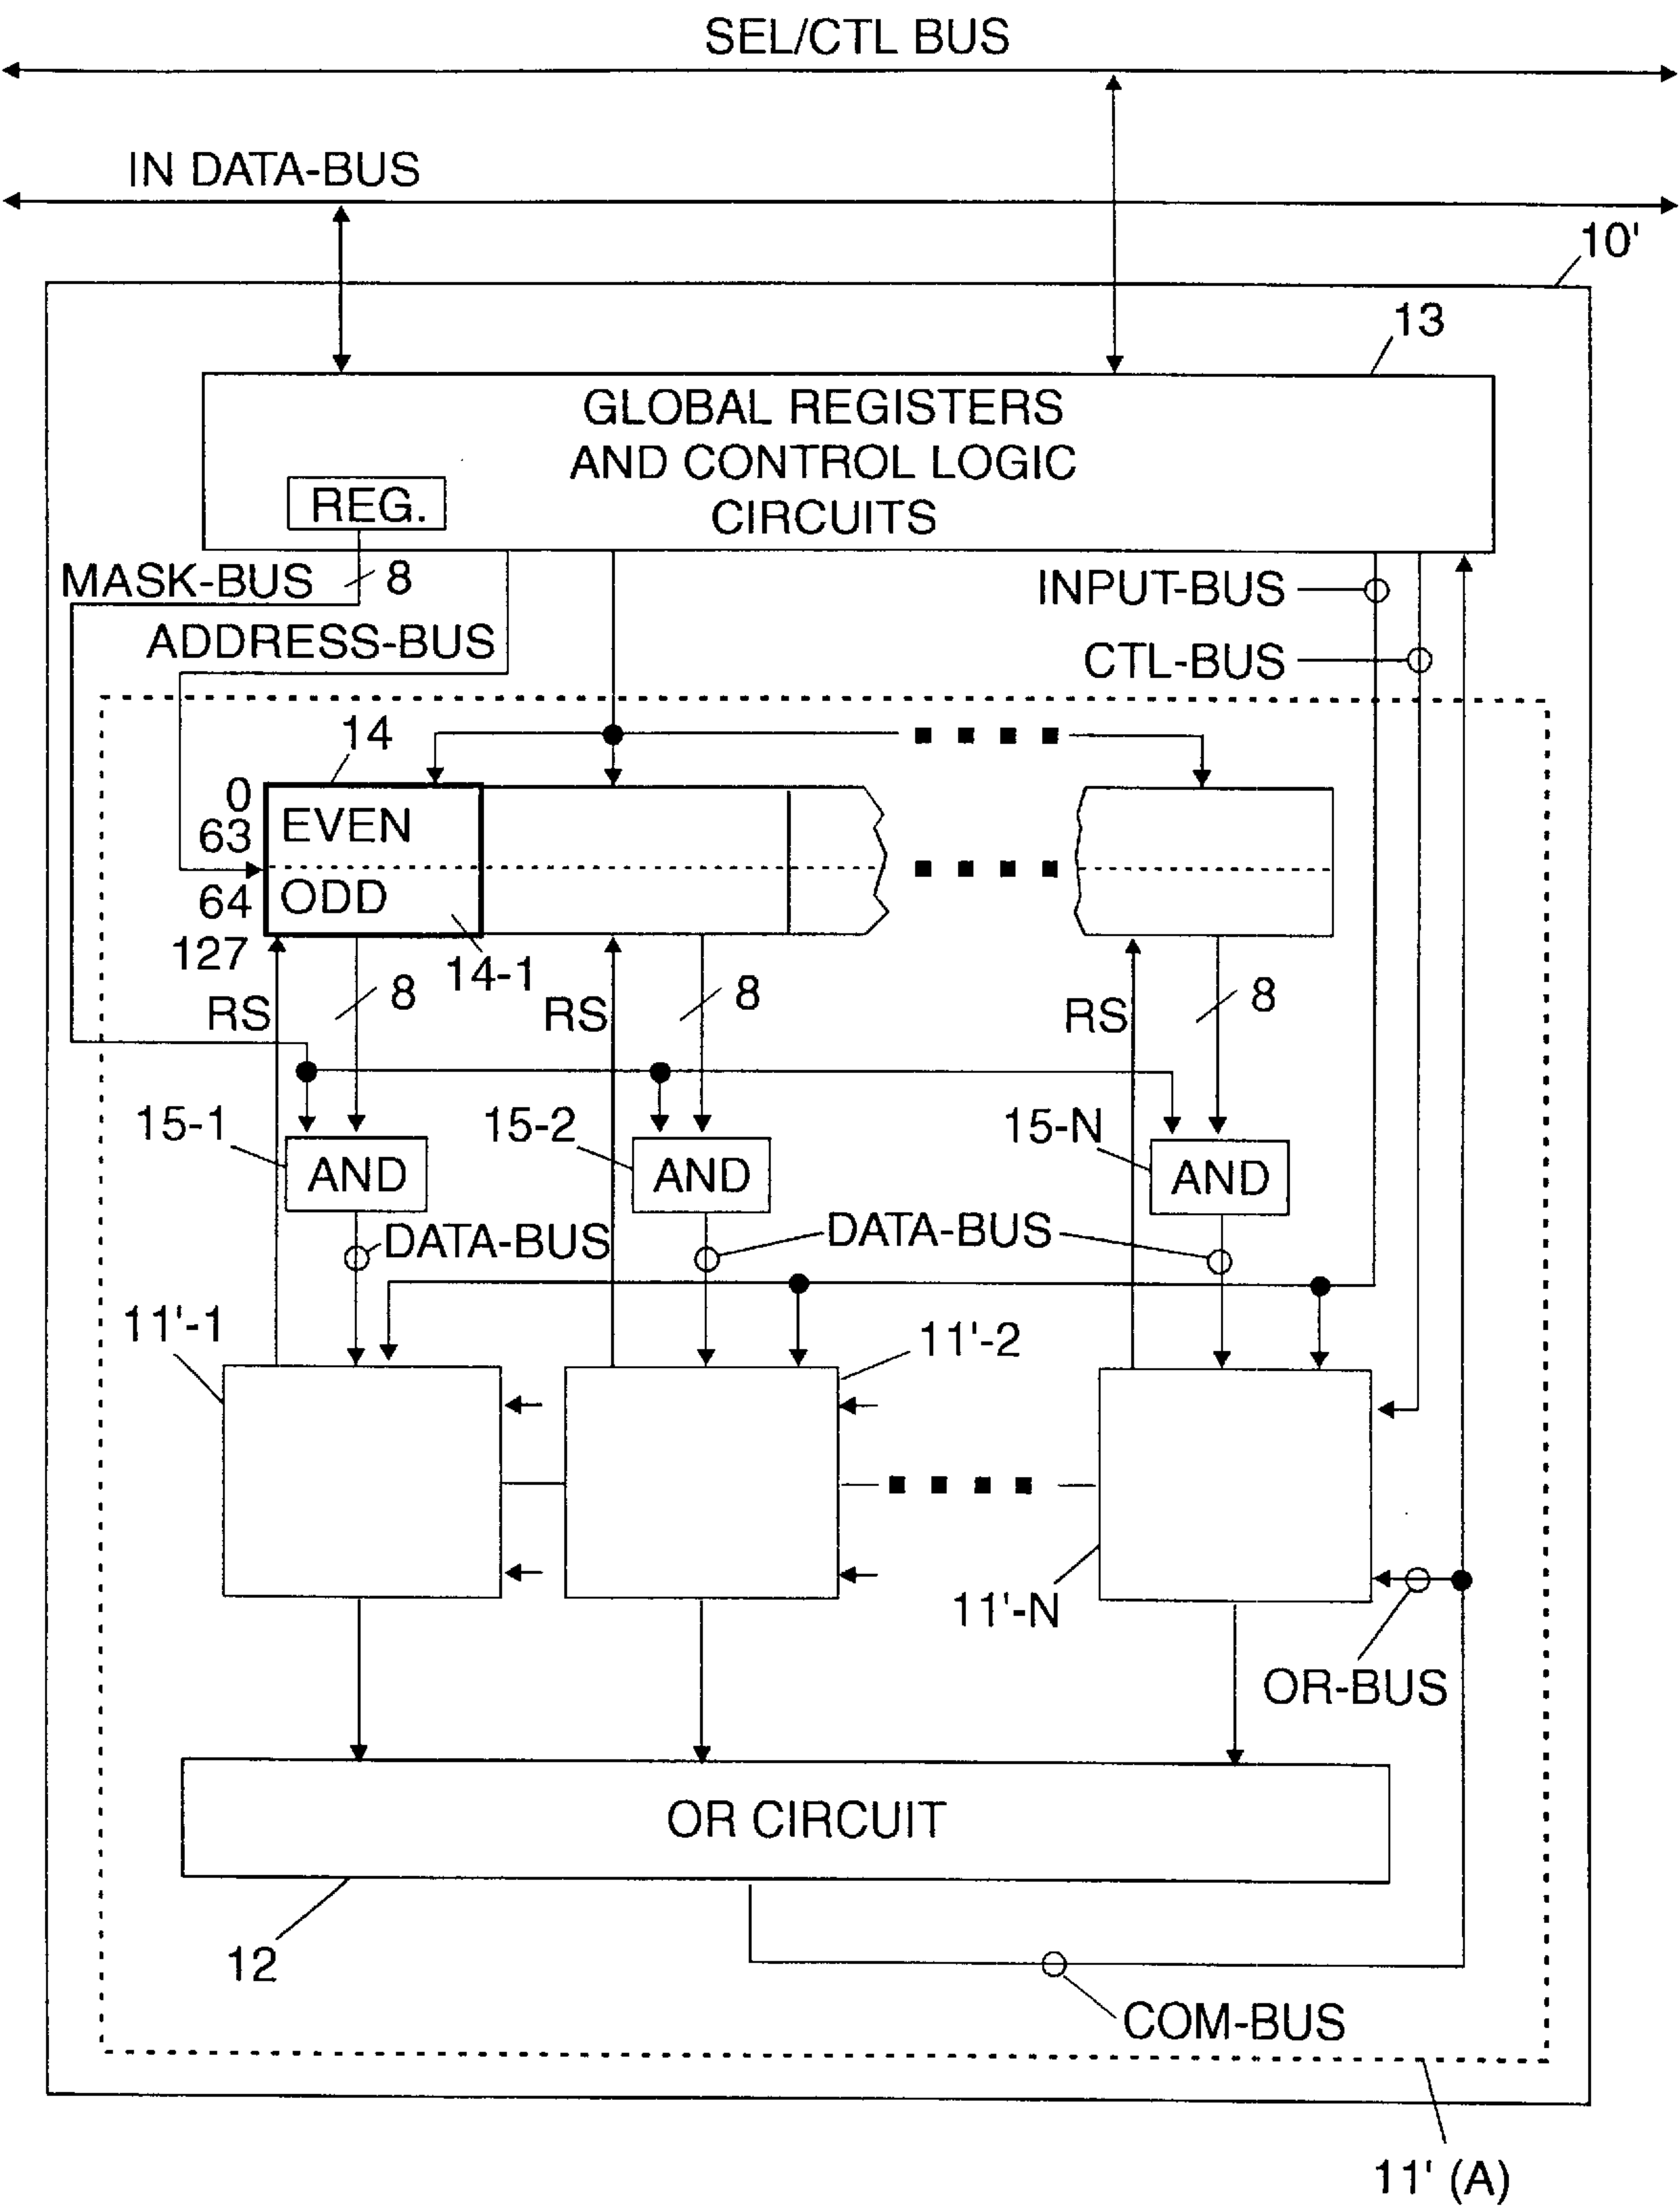 SEL/CTL BUS
IN DATA-BUS
10'
13
GLOBAL REGISTERS
AND CONTROL LOGIC
CIRCUITS
REG.
MASK-BUS
8
INPUT-BUS
ADDRESS-BUS
CTL-BUS
14
0
EVEN
63
64
ODD
127
14-1
RS
8
RS
8
RS
8
15-1
15-2
15-N
AND
AND
AND
DATA-BUS
DATA-BUS
11'-1
11'-2
11'-N
OR-BUS
OR CIRCUIT
12
COM-BUS
11' (A)